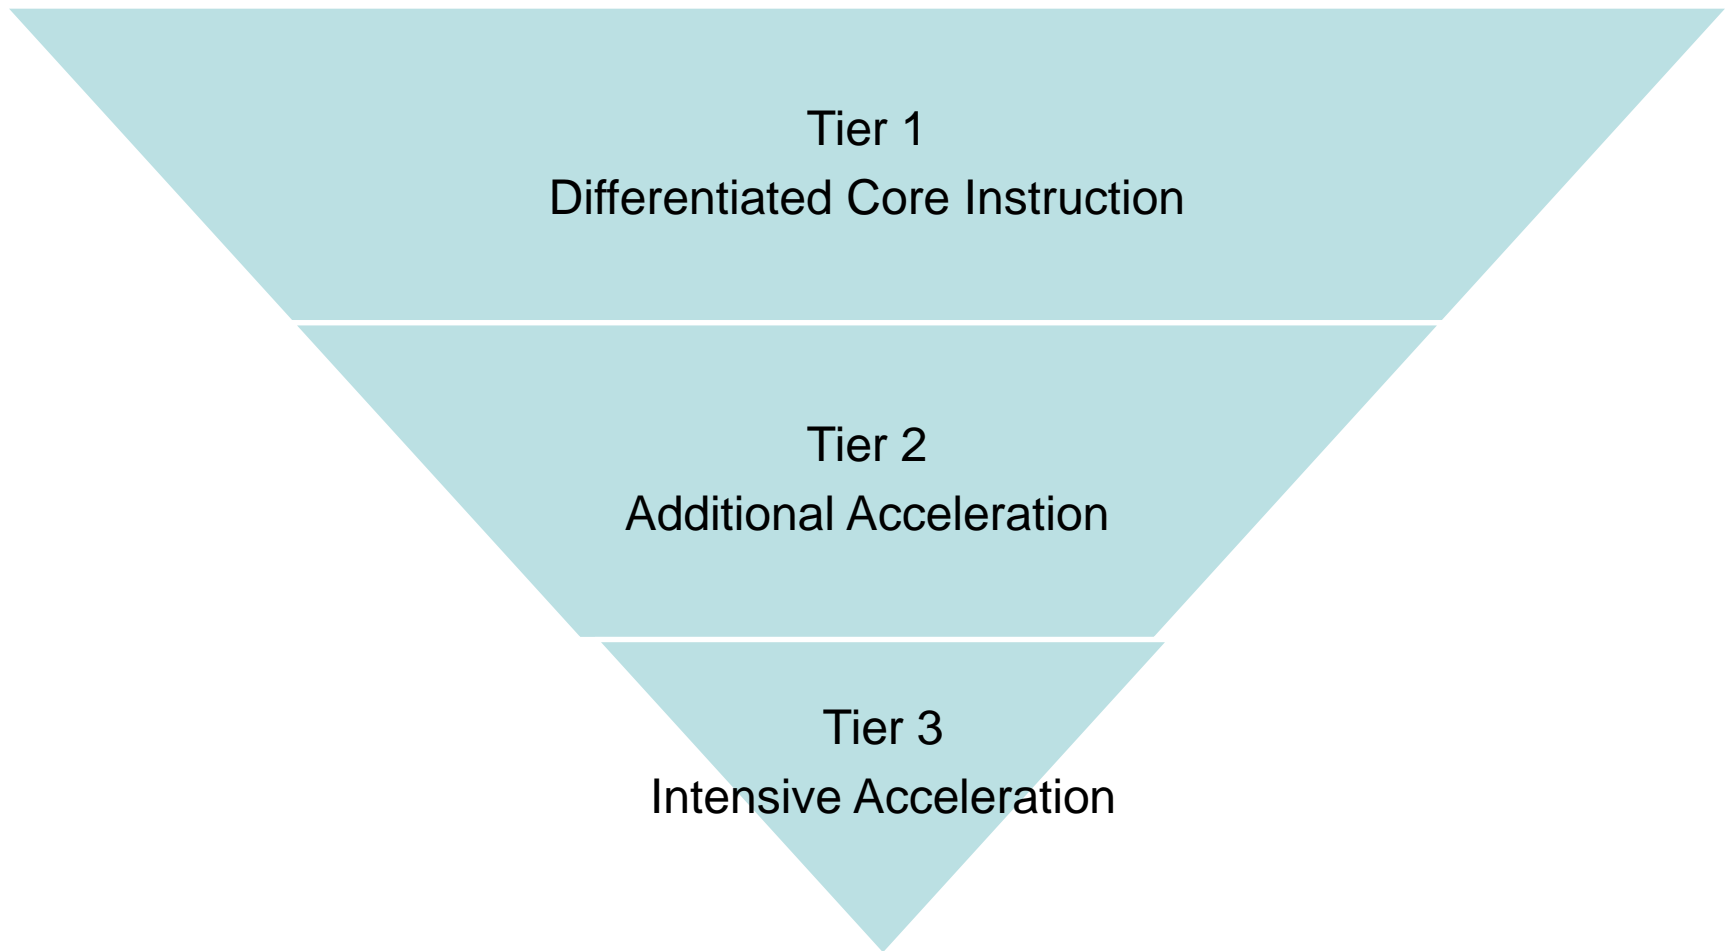 Tier 1
Differentiated Core Instruction
Tier 2
Additional Acceleration
Tier 3
Intensive Acceleration